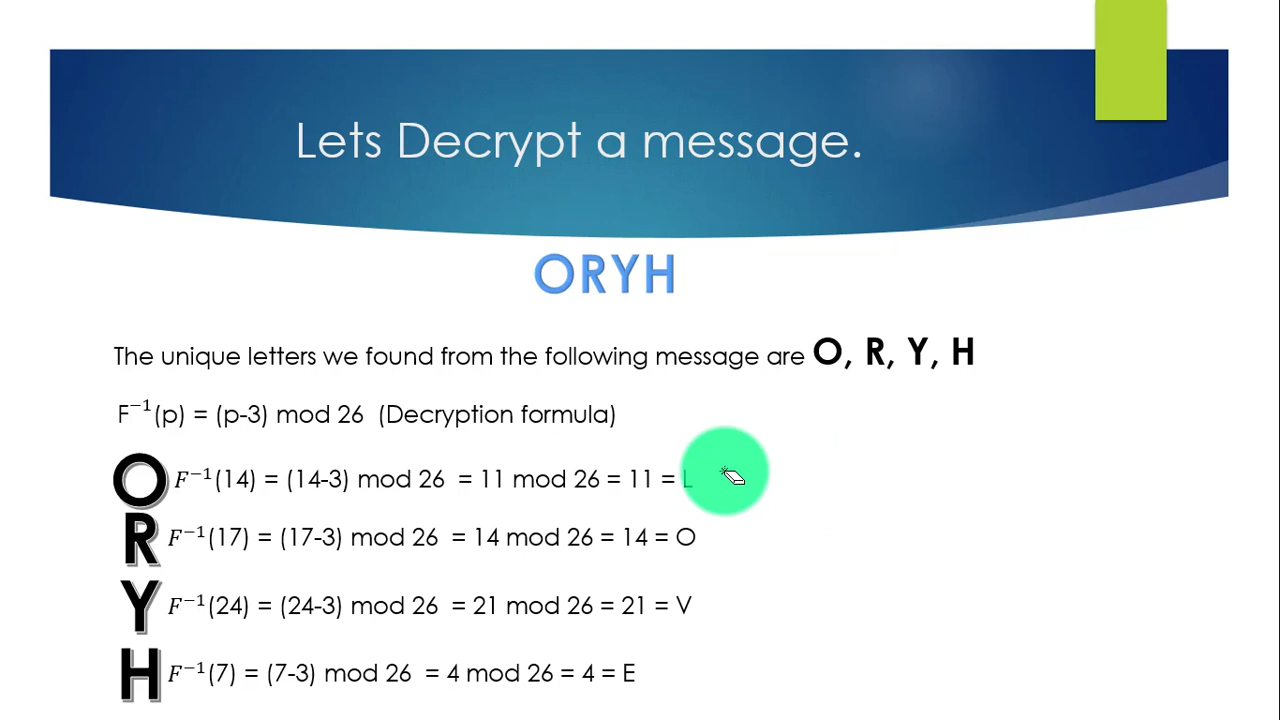 Lets Decrypt a message.
ORYH
The unique letters we found from the following message are O, R, Y, H
F⁻¹(p) = (p-3) mod 26 (Decryption formula)
O F⁻¹(14) = (14-3) mod 26 = 11 mod 26 = 11 = L
R F⁻¹(17) = (17-3) mod 26 = 14 mod 26 = 14 = O
Y F⁻¹(24) = (24-3) mod 26 = 21 mod 26 = 21 = V
H F⁻¹(7) = (7-3) mod 26 = 4 mod 26 = 4 = E